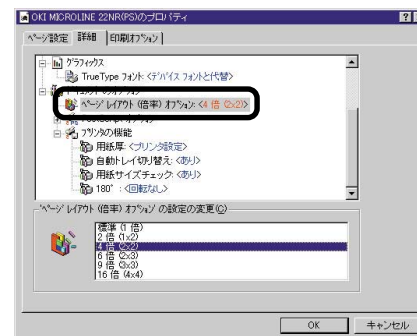 OKI MICROLINE 22NR(PS)のプロパティ
ページ設定 詳細 印刷オプション
グラフィックス
TrueType フォント: <デバイス フォントと代替>
ページ レイアウト (倍率) オプション: <4 倍 (2x2)>
プリンタの機能
用紙厚: <プリンタ設定>
自動トレイ切り替え: <あり>
用紙サイズチェック: <あり>
180° : <回転なし>
'ページ レイアウト (倍率) オプション' の設定の変更(C)
標準 (1 倍)
2 倍 (1x2)
4 倍 (2x2)
6 倍 (2x3)
9 倍 (3x3)
16 倍 (4x4)
OK キャンセル